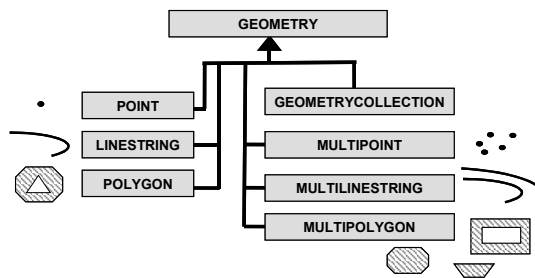 GEOMETRY
POINT
GEOMETRYCOLLECTION
LINESTRING
MULTIPOINT
POLYGON
MULTILINESTRING
MULTIPOLYGON